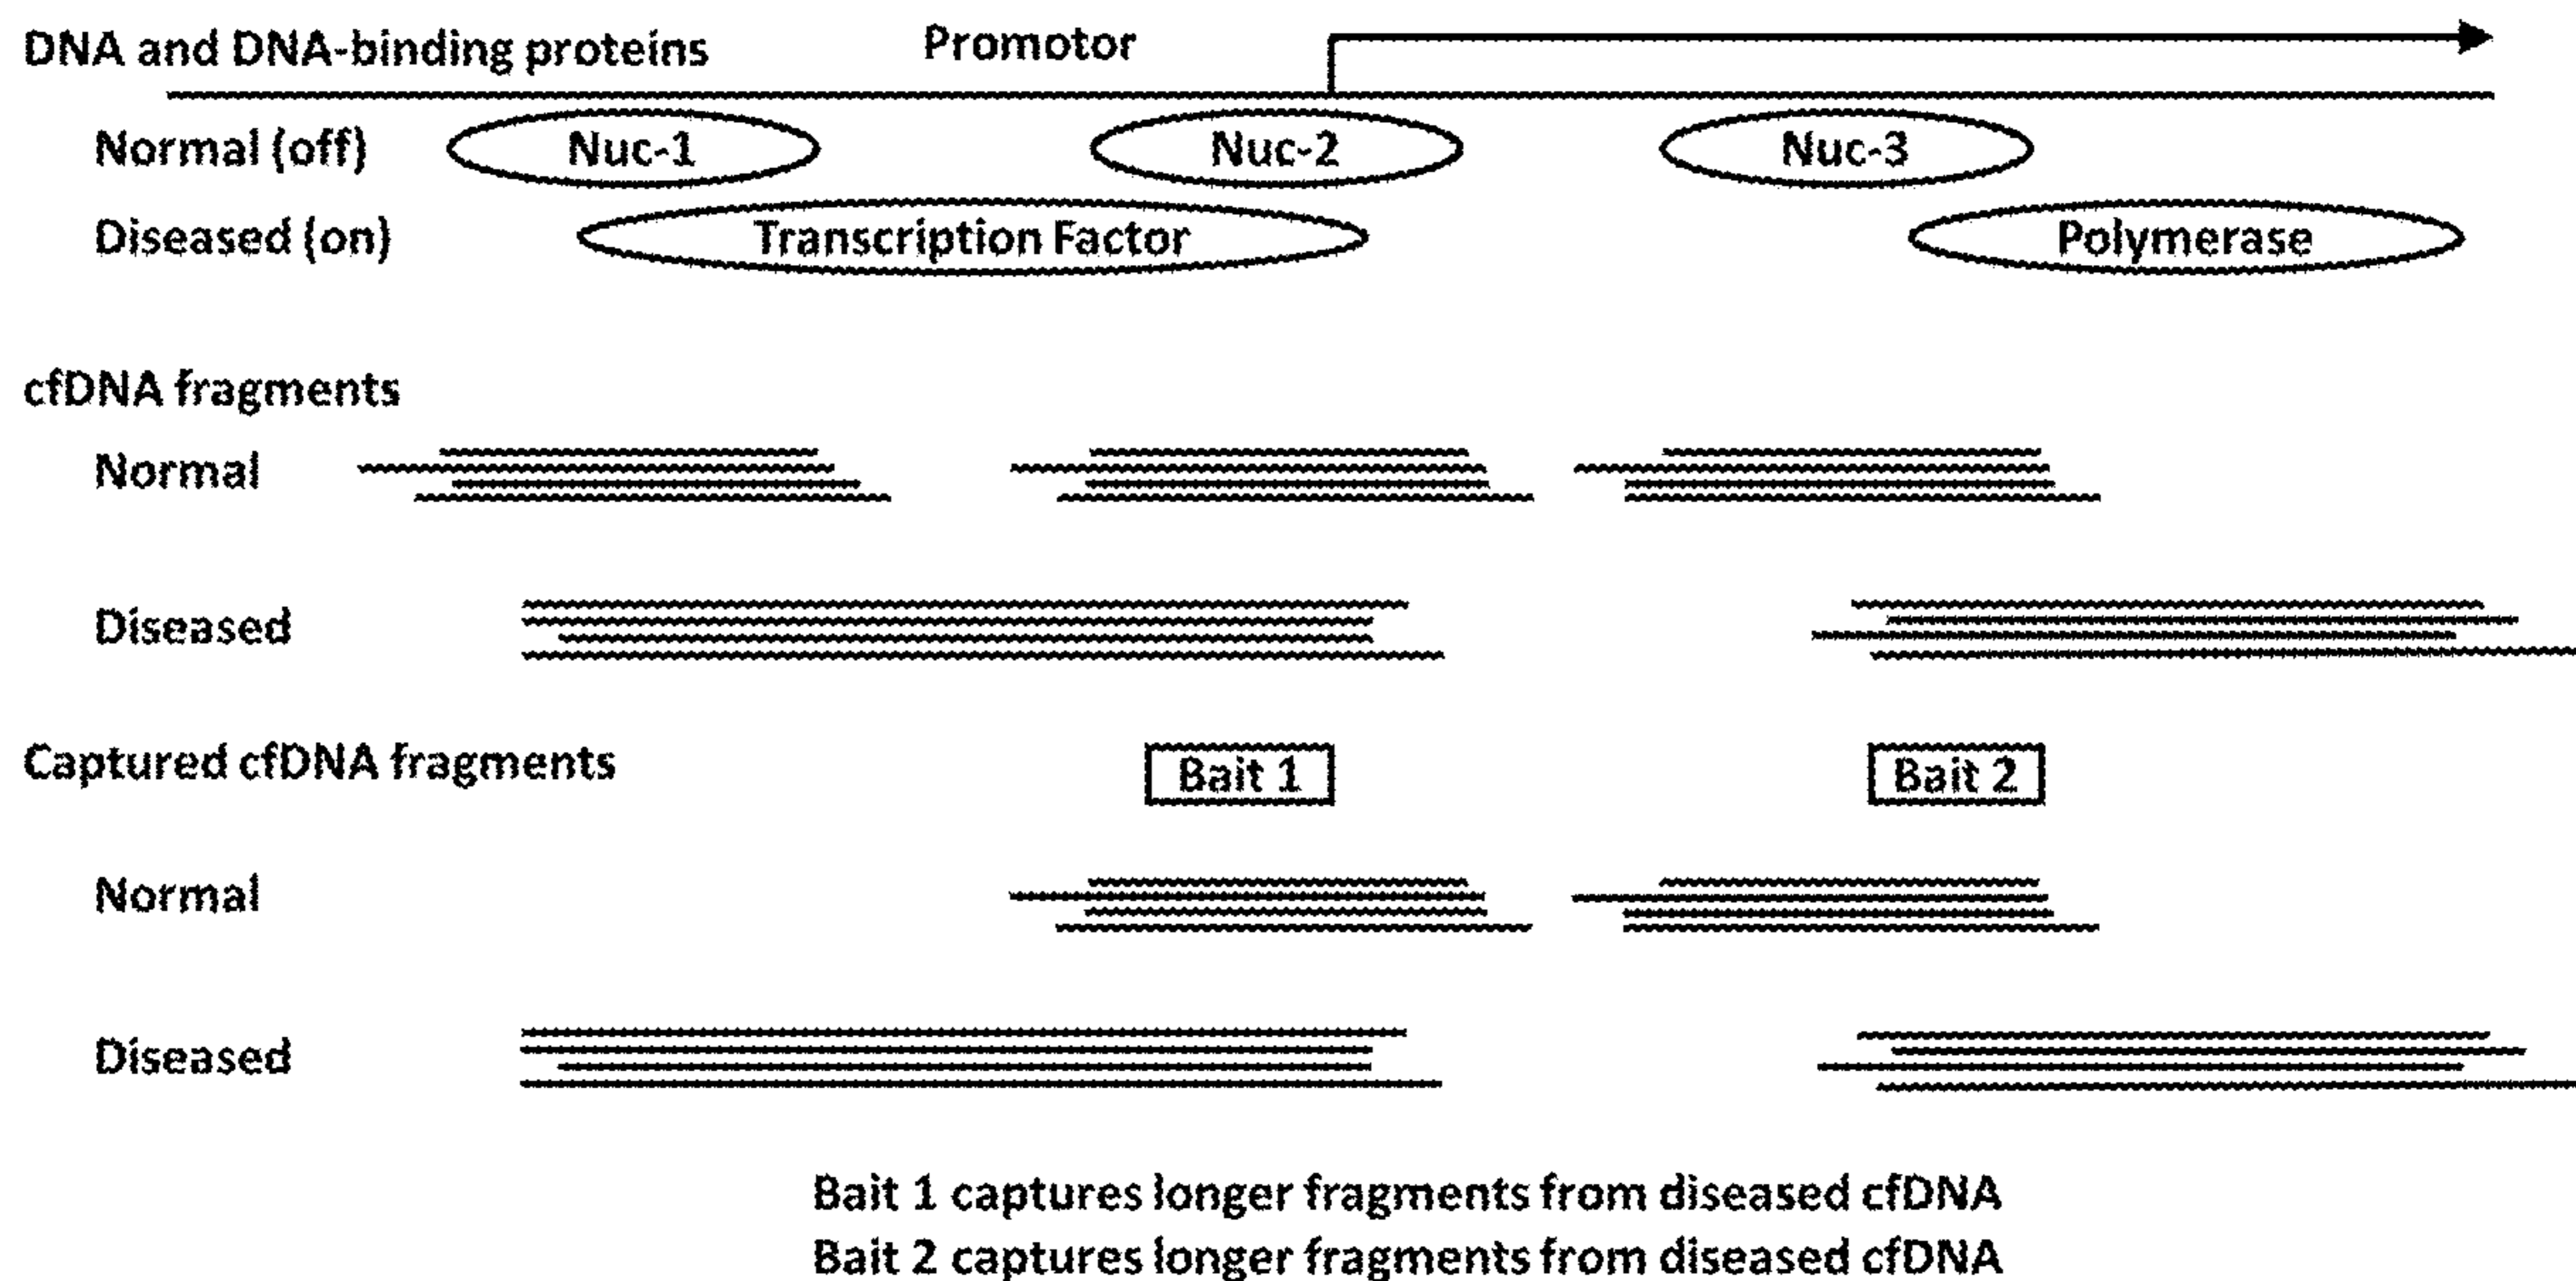 DNA and DNA-binding proteins
Promotor
Normal (off)
Nuc-1
Nuc-2
Nuc-3
Diseased (on)
Transcription Factor
Polymerase
cfDNA fragments
Normal
Diseased
Captured cfDNA fragments
Bait 1
Bait 2
Normal
Diseased
Bait 1 captures longer fragments from diseased cfDNA
Bait 2 captures longer fragments from diseased cfDNA